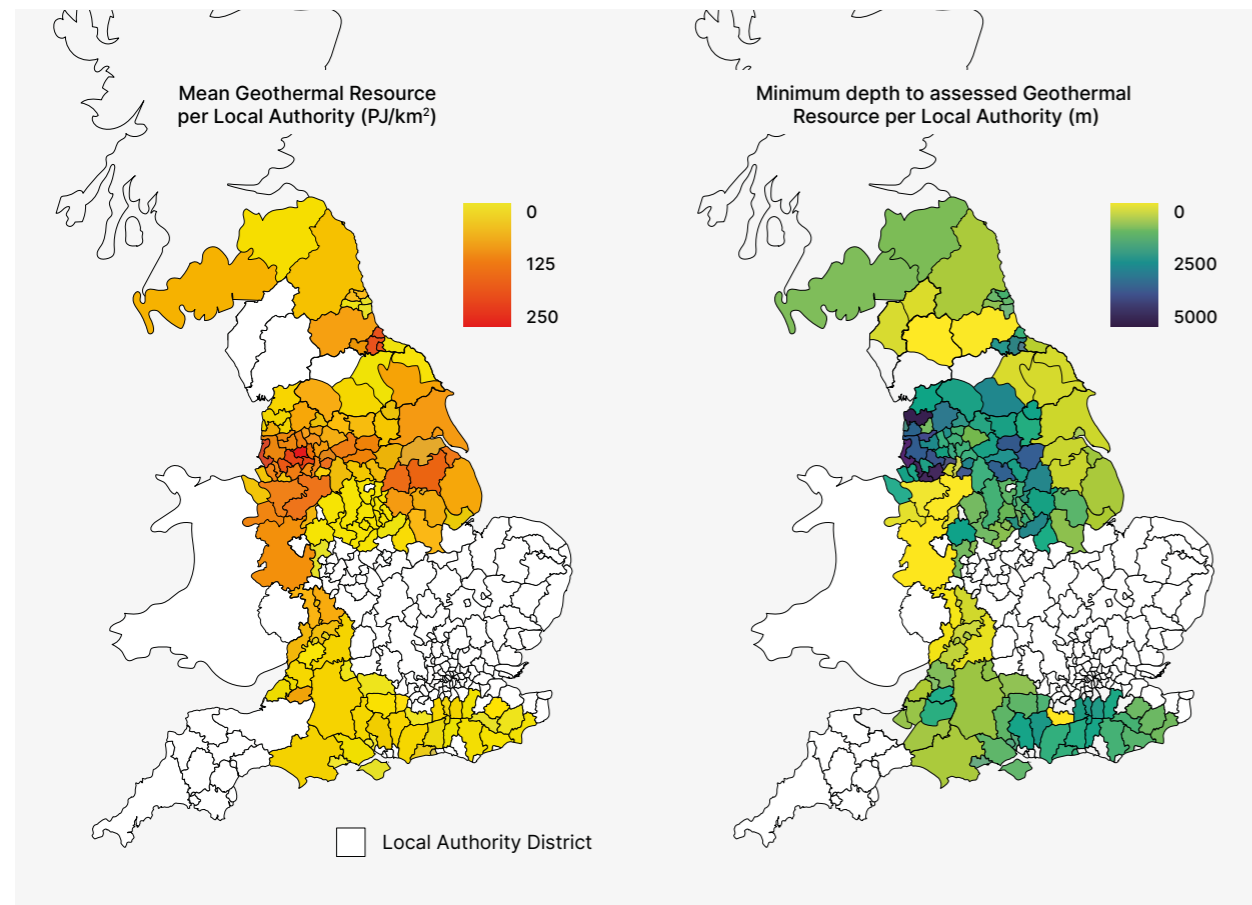 Mean Geothermal Resource
per Local Authority (PJ/km²)
0
125
250
Minimum depth to assessed Geothermal
Resource per Local Authority (m)
0
2500
5000
Local Authority District